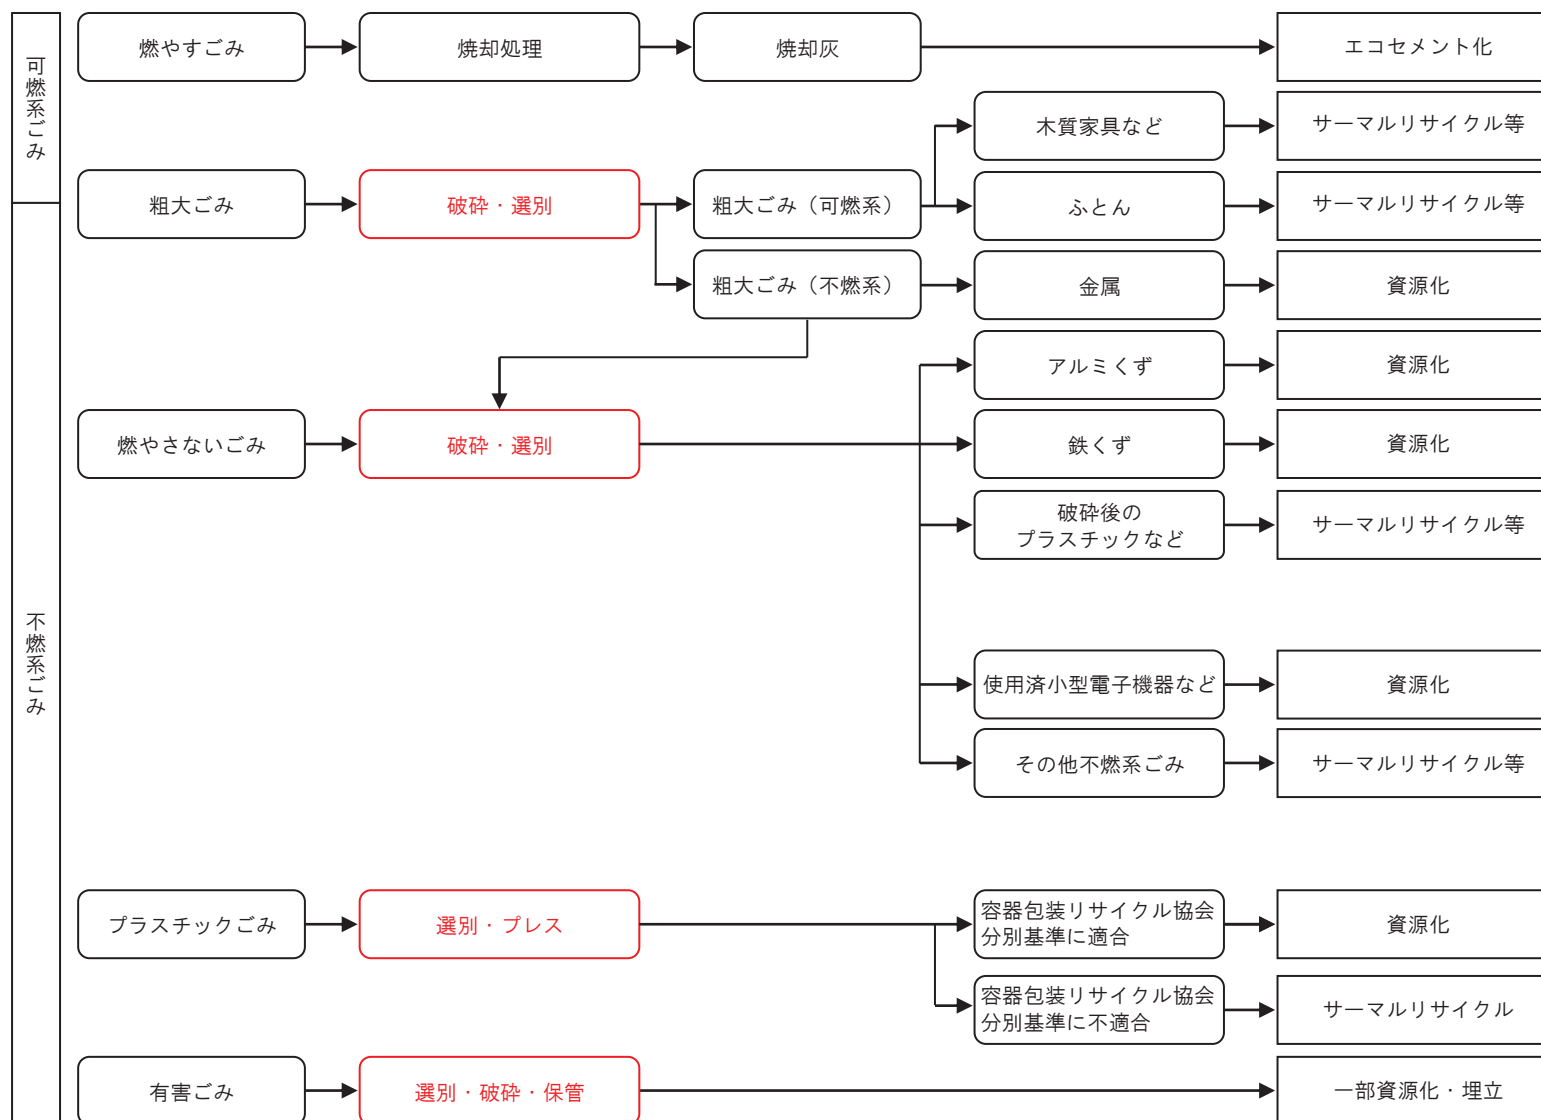 可燃系ごみ
燃やすごみ
焼却処理
焼却灰
エコセメント化
木質家具など
サーマルリサイクル等
粗大ごみ
破砕・選別
粗大ごみ（可燃系）
ふとん
サーマルリサイクル等
粗大ごみ（不燃系）
金属
資源化
不燃系ごみ
アルミくず
資源化
燃やさないごみ
破砕・選別
鉄くず
資源化
破砕後の
プラスチックなど
サーマルリサイクル等
使用済小型電子機器など
資源化
その他不燃系ごみ
サーマルリサイクル等
プラスチックごみ
選別・プレス
容器包装リサイクル協会
分別基準に適合
資源化
容器包装リサイクル協会
分別基準に不適合
サーマルリサイクル
有害ごみ
選別・破砕・保管
一部資源化・埋立